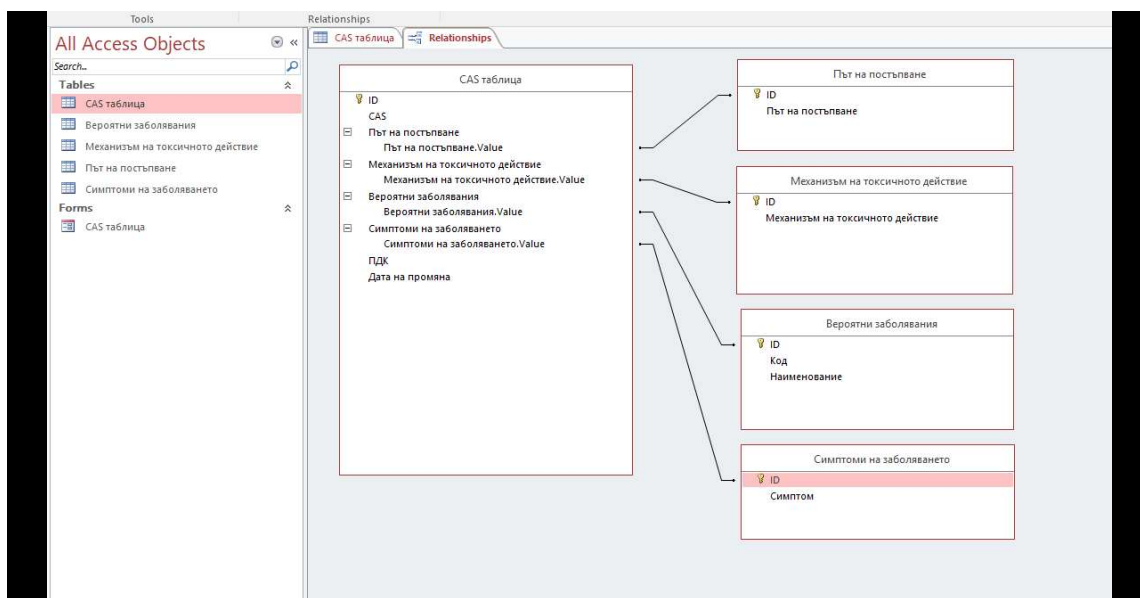 Tools
Relationships
All Access Objects
Search...
Tables
CAS таблица
Вероятни заболявания
Механизъм на токсичното действие
Път на постъпване
Симптоми на заболяването
Forms
CAS таблица
CAS таблица
Relationships
CAS таблица
ID
CAS
Път на постъпване
Път на постъпване.Value
Механизъм на токсичното действие
Механизъм на токсичното действие.Value
Вероятни заболявания
Вероятни заболявания.Value
Симптоми на заболяването
Симптоми на заболяването.Value
ПДК
Дата на промяна
Път на постъпване
ID
Път на постъпване
Механизъм на токсичното действие
ID
Механизъм на токсичното действие
Вероятни заболявания
ID
Код
Наименование
Симптоми на заболяването
ID
Симптом